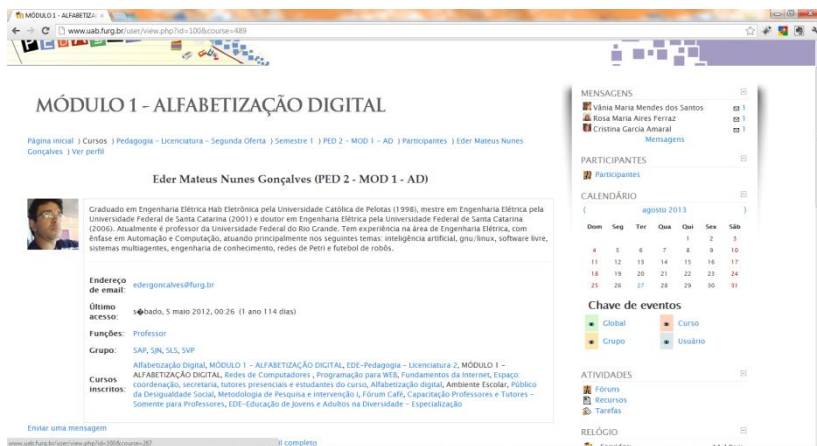 MÓDULO 1 - ALFABETIZA
www.uab.furg.br/user/view.php?id=100&course=489
MÓDULO 1 - ALFABETIZAÇÃO DIGITAL
Página inicial ) Cursos ) Pedagogia - Licenciatura - Segunda Oferta ) Semestre 1 ) PED 2 - MOD 1 - AD ) Participantes ) Eder Mateus Nunes
Gonçalves ) Ver perfil
Eder Mateus Nunes Gonçalves (PED 2 - MOD 1 - AD)
Graduado em Engenharia Elétrica Hab Eletrônica pela Universidade Católica de Pelotas (1998), mestre em Engenharia Elétrica pela
Universidade Federal de Santa Catarina (2001) e doutor em Engenharia Elétrica pela Universidade Federal de Santa Catarina
(2006). Atualmente é professor da Universidade Federal do Rio Grande. Tem experiência na área de Engenharia Elétrica, com
ênfase em Automação e Computação, atuando principalmente nos seguintes temas: inteligência artificial, gnu/linux, software livre,
sistemas multiagentes, engenharia de conhecimento, redes de Petri e futebol de robôs.
Endereço
de email: edergoncalves@furg.br
Último
acesso: s�bado, 5 maio 2012, 00:26 (1 ano 114 dias)
Funções: Professor
Grupo: SAP, SJN, SLS, SVP
Cursos
inscritos:
Alfabetização Digital, MÓDULO 1 - ALFABETIZAÇÃO DIGITAL, EDE-Pedagogia - Licenciatura 2, MÓDULO 1 -
ALFABETIZAÇÃO DIGITAL, Redes de Computadores , Programação para WEB, Fundamentos da Internet, Espaço:
coordenação, secretaria, tutores presenciais e estudantes do curso, Alfabetização digital, Ambiente Escolar, Público
da Desigualdade Social, Metodologia de Pesquisa e intervenção I, Fórum Café, Capacitação Professores e Tutores -
Somente para Professores, EDE-Educação de Jovens e Adultos na Diversidade - Especialização
Enviar uma mensagem
www.uab.furg.br/user/view.php?id=100&course=287
il completo
MENSAGENS
Vânia Maria Mendes dos Santos 1
Rosa Maria Aires Ferraz 1
Cristina Garcia Amaral 1
Mensagens
PARTICIPANTES
Participantes
CALENDÁRIO
agosto 2013
Dom Seg Ter Qua Qui Sex Sáb
1 2 3
4 5 6 7 8 9 10
11 12 13 14 15 16 17
18 19 20 21 22 23 24
25 26 27 28 29 30 31
Chave de eventos
Global Curso
Grupo Usuário
ATIVIDADES
Fóruns
Recursos
Tarefas
RELÓGIO